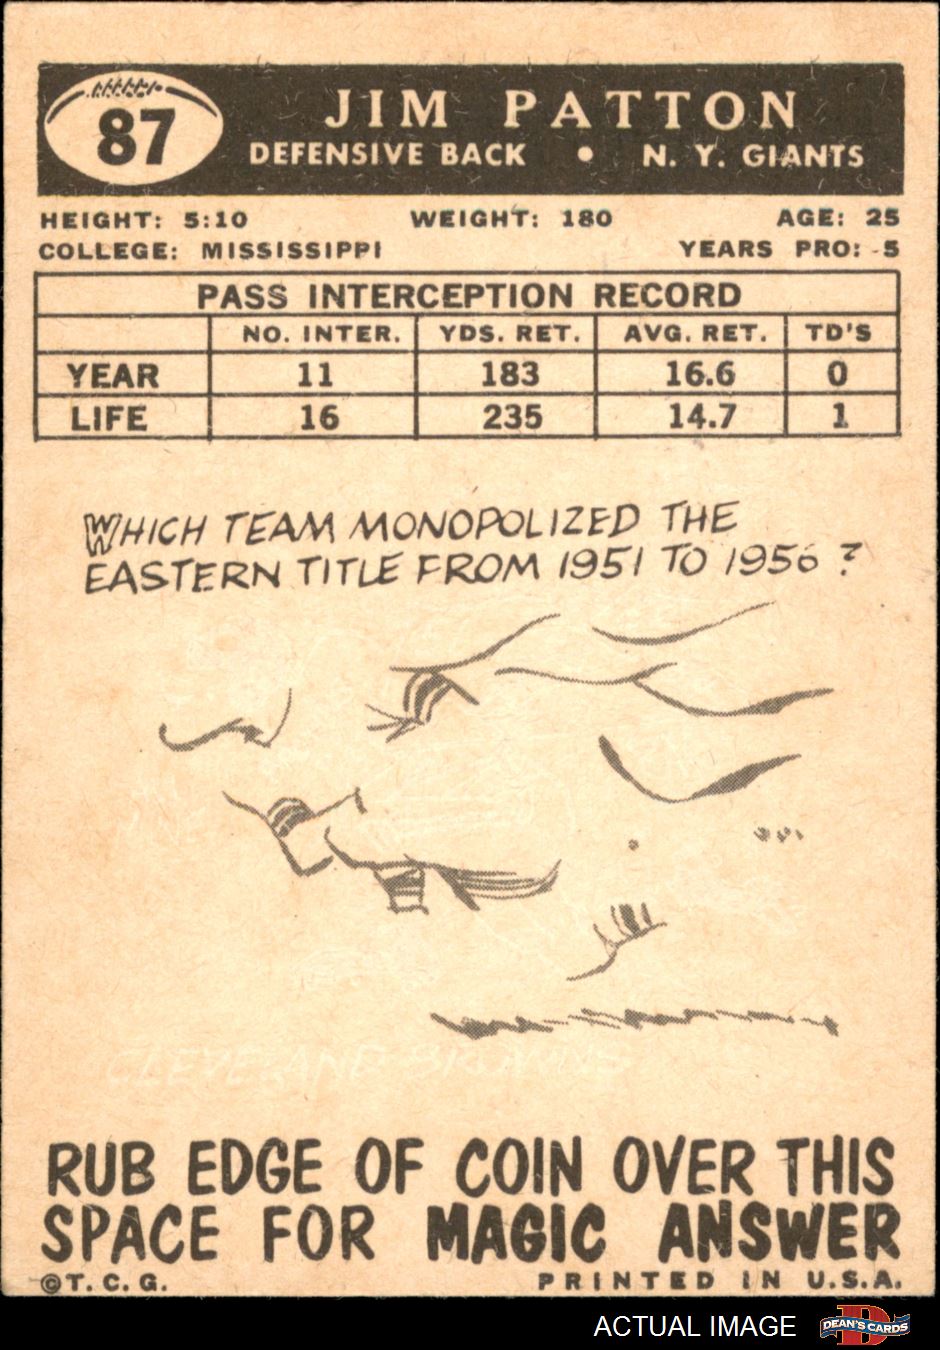 87
JIM PATTON
DEFENSIVE BACK • N. Y. GIANTS
HEIGHT: 5:10 WEIGHT: 180 AGE: 25
COLLEGE: MISSISSIPPI YEARS PRO: 5
PASS INTERCEPTION RECORD
NO. INTER. YDS. RET. AVG. RET. TD'S
YEAR 11 183 16.6 0
LIFE 16 235 14.7 1
WHICH TEAM MONOPOLIZED THE
EASTERN TITLE FROM 1951 TO 1956?
CLEVELAND BROWNS
RUB EDGE OF COIN OVER THIS
SPACE FOR MAGIC ANSWER
©T. C. G. PRINTED IN U.S.A.
ACTUAL IMAGE
DEAN'S CARDS